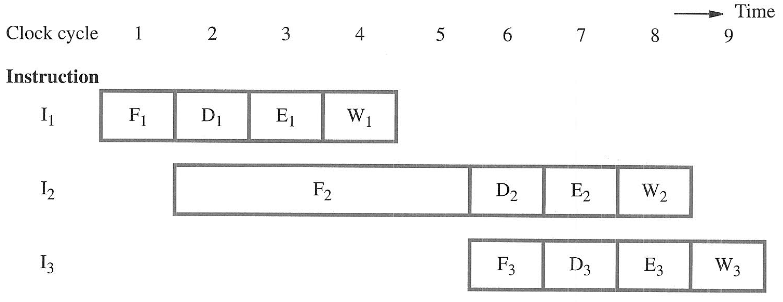 Time
Clock cycle 1 2 3 4 5 6 7 8 9
Instruction
I1 F1 D1 E1 W1
I2 F2 D2 E2 W2
I3 F3 D3 E3 W3